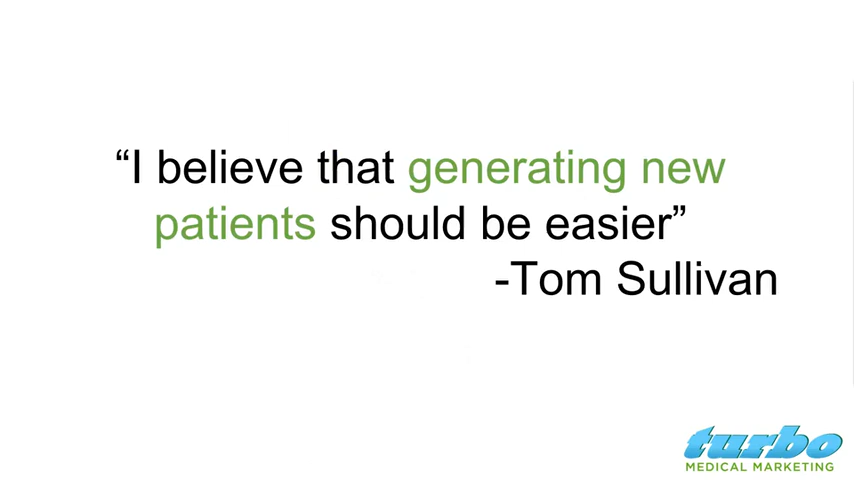 “I believe that generating new
patients should be easier”
-Tom Sullivan
turbo
MEDICAL MARKETING